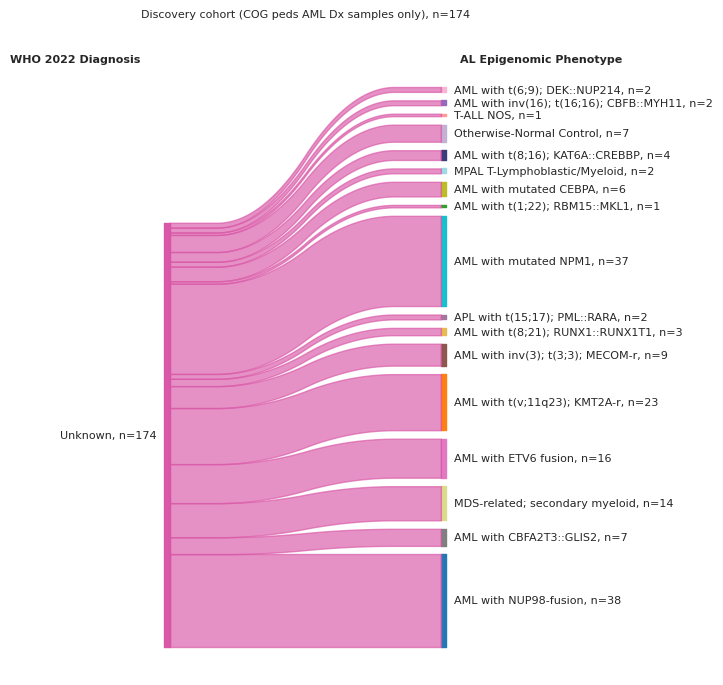 Discovery cohort (COG peds AML Dx samples only), n=174
WHO 2022 Diagnosis
AL Epigenomic Phenotype
AML with t(6;9); DEK::NUP214, n=2
AML with inv(16); t(16;16); CBFB::MYH11, n=2
T-ALL NOS, n=1
Otherwise-Normal Control, n=7
AML with t(8;16); KAT6A::CREBBP, n=4
MPAL T-Lymphoblastic/Myeloid, n=2
AML with mutated CEBPA, n=6
AML with t(1;22); RBM15::MKL1, n=1
AML with mutated NPM1, n=37
APL with t(15;17); PML::RARA, n=2
AML with t(8;21); RUNX1::RUNX1T1, n=3
AML with inv(3); t(3;3); MECOM-r, n=9
AML with t(v;11q23); KMT2A-r, n=23
Unknown, n=174
AML with ETV6 fusion, n=16
MDS-related; secondary myeloid, n=14
AML with CBFA2T3::GLIS2, n=7
AML with NUP98-fusion, n=38